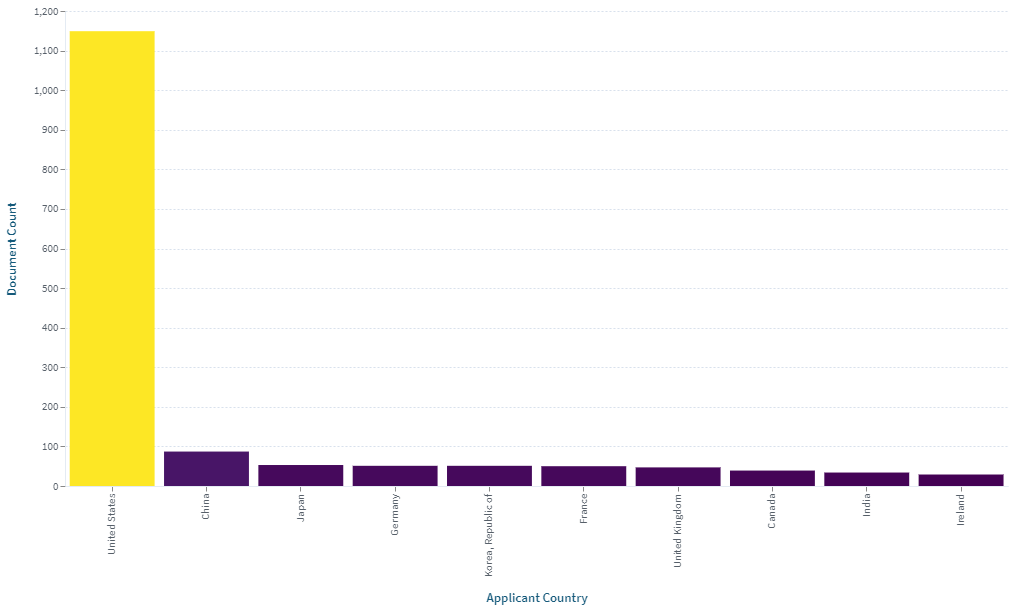 1,200
1,100
1,000
900
800
700
600
500
400
300
200
100
0
Document Count
United States
China
Japan
Germany
Korea, Republic of
France
United Kingdom
Canada
India
Ireland
Applicant Country